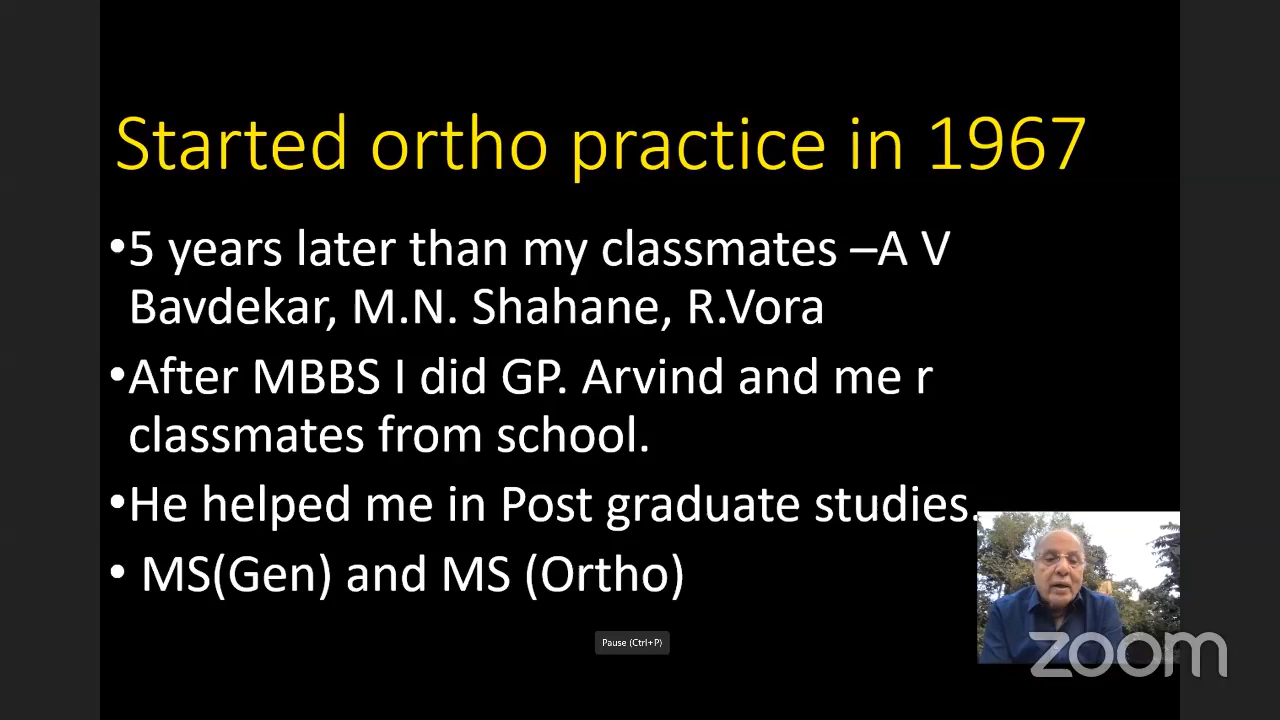 Started ortho practice in 1967
•5 years later than my classmates –A V
Bavdekar, M.N. Shahane, R.Vora
•After MBBS I did GP. Arvind and me r
classmates from school.
•He helped me in Post graduate studies.
• MS(Gen) and MS (Ortho)
Pause (Ctrl+P)
zoom